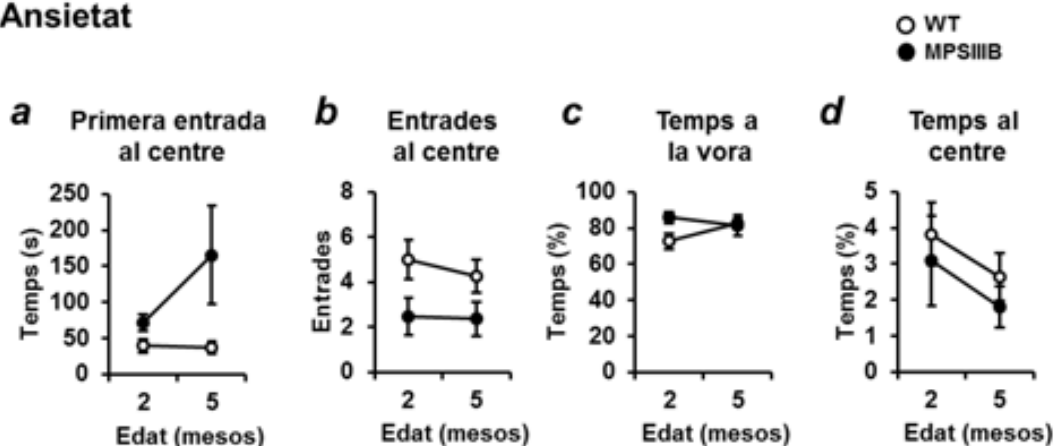 Ansietat
WT
MPSIIIB
a
Primera entrada
al centre
250
200
150
100
50
0
Temps (s)
2
5
Edat (mesos)
b
Entrades
al centre
8
6
4
2
0
Entrades
2
5
Edat (mesos)
c
Temps a
la vora
100
80
60
40
20
0
Temps (%)
2
5
Edat (mesos)
d
Temps al
centre
5
4
3
2
1
0
Temps (%)
2
5
Edat (mesos)